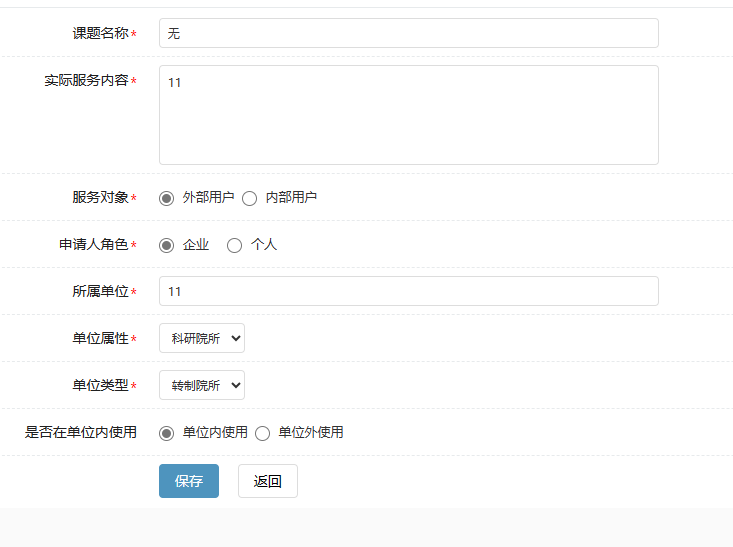 课题名称* 无
实际服务内容* 11
服务对象* 外部用户 内部用户
申请人角色* 企业 个人
所属单位* 11
单位属性* 科研院所
单位类型* 转制院所
是否在单位内使用 单位内使用 单位外使用
保存 返回